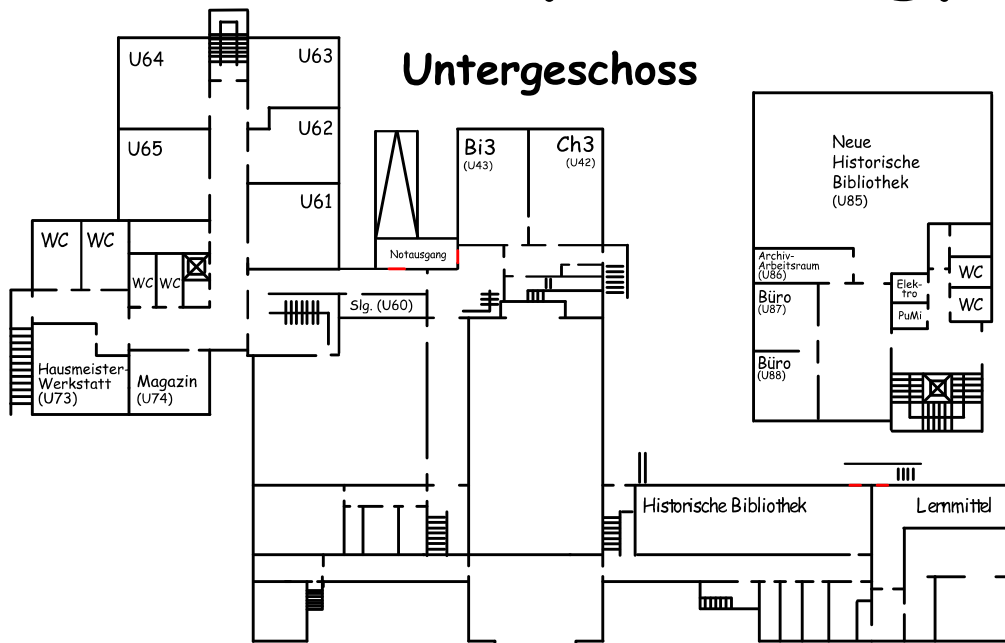 Untergeschoss
U64
U63
U65
U62
U61
Bi3
(U43)
Ch3
(U42)
Notausgang
WC
WC
WC
WC
Slg. (U60)
Hausmeister-
Werkstatt
(U73)
Magazin
(U74)
Neue
Historische
Bibliothek
(U85)
Archiv-
Arbeitsraum
(U86)
Büro
(U87)
Büro
(U88)
Elek-
tro
PuMi
WC
WC
Historische Bibliothek
Lernmittel